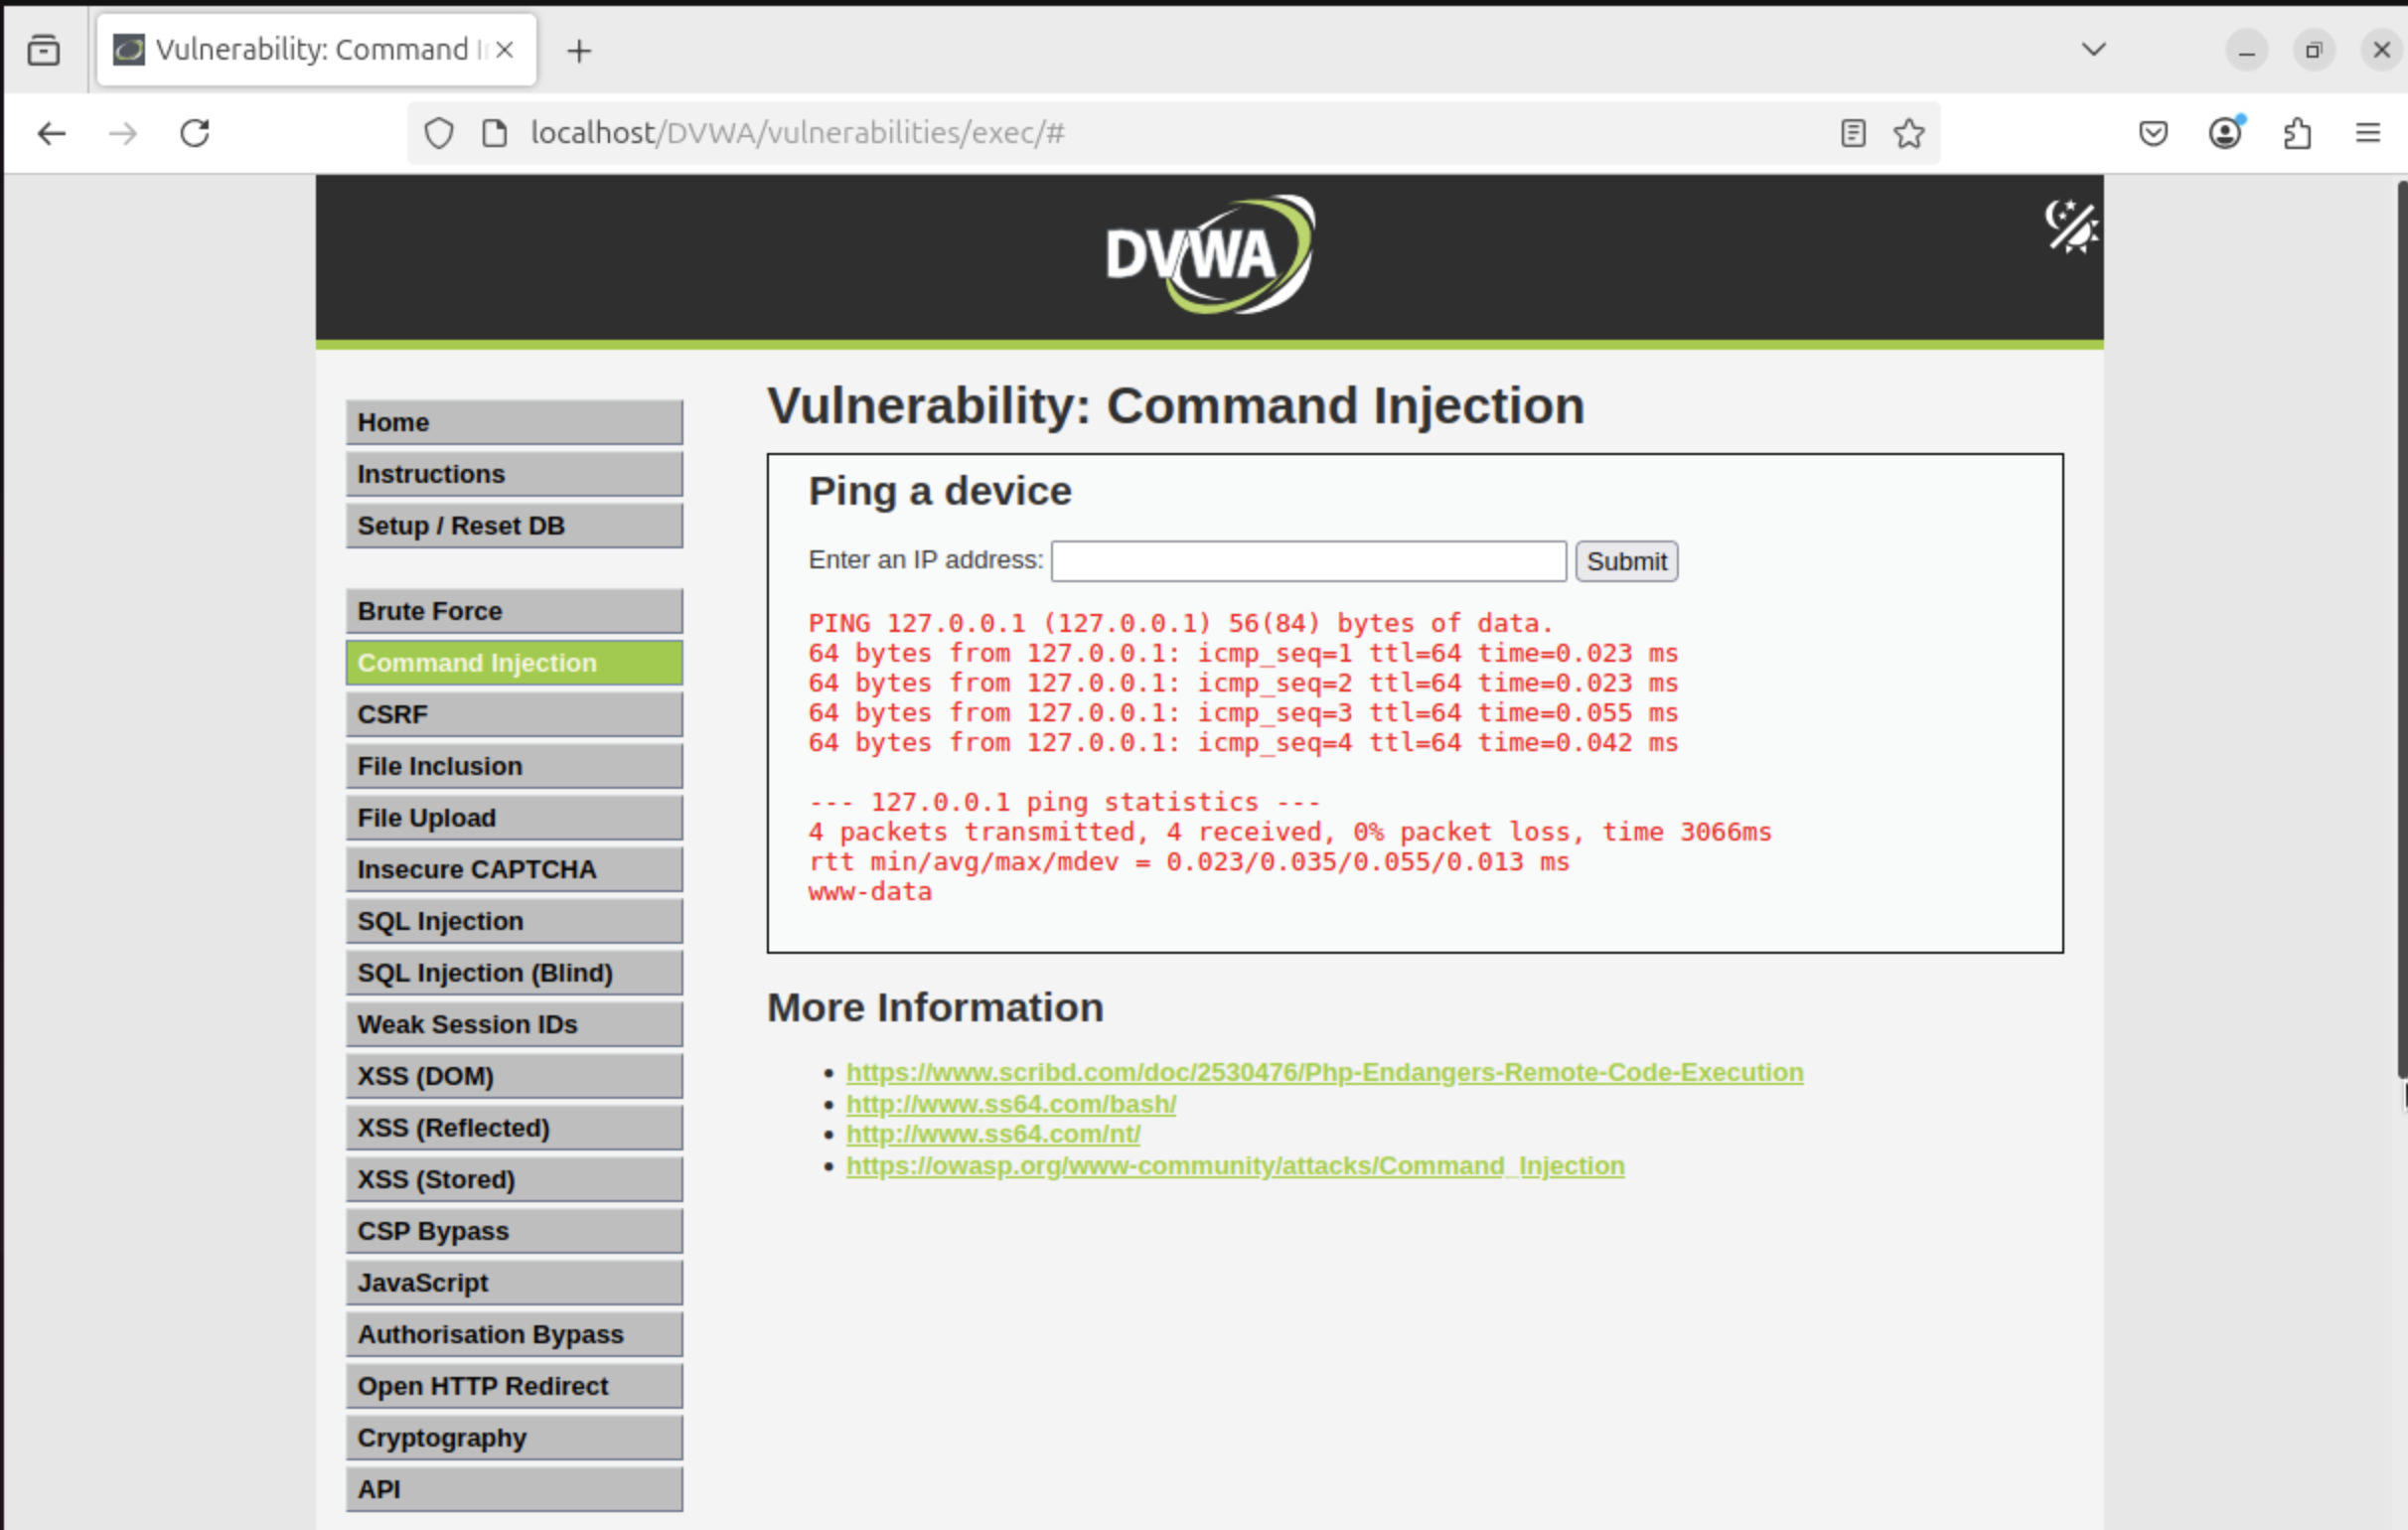 Vulnerability: Command
localhost/DVWA/vulnerabilities/exec/#
DVWA
Home
Instructions
Setup / Reset DB
Brute Force
Command Injection
CSRF
File Inclusion
File Upload
Insecure CAPTCHA
SQL Injection
SQL Injection (Blind)
Weak Session IDs
XSS (DOM)
XSS (Reflected)
XSS (Stored)
CSP Bypass
JavaScript
Authorisation Bypass
Open HTTP Redirect
Cryptography
API
Vulnerability: Command Injection
Ping a device
Enter an IP address: Submit
PING 127.0.0.1 (127.0.0.1) 56(84) bytes of data.
64 bytes from 127.0.0.1: icmp_seq=1 ttl=64 time=0.023 ms
64 bytes from 127.0.0.1: icmp_seq=2 ttl=64 time=0.023 ms
64 bytes from 127.0.0.1: icmp_seq=3 ttl=64 time=0.055 ms
64 bytes from 127.0.0.1: icmp_seq=4 ttl=64 time=0.042 ms
--- 127.0.0.1 ping statistics ---
4 packets transmitted, 4 received, 0% packet loss, time 3066ms
rtt min/avg/max/mdev = 0.023/0.035/0.055/0.013 ms
www-data
More Information
https://www.scribd.com/doc/2530476/Php-Endangers-Remote-Code-Execution
http://www.ss64.com/bash/
http://www.ss64.com/nt/
https://owasp.org/www-community/attacks/Command_Injection